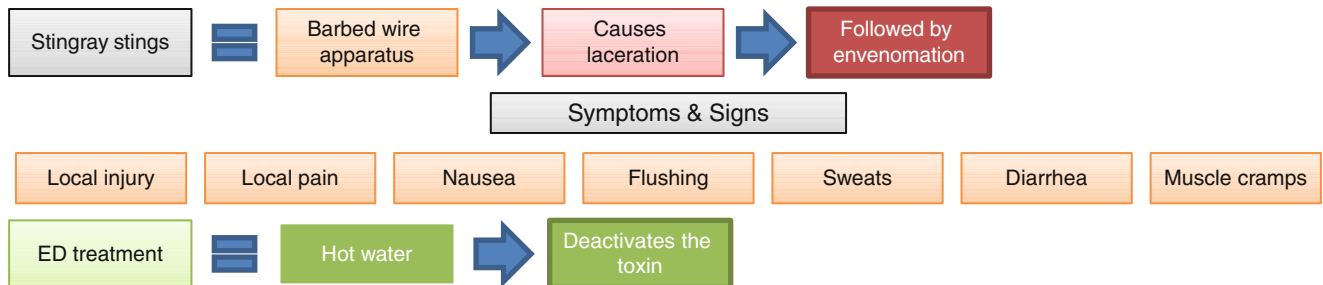 Stingray stings
Barbed wire
apparatus
Causes
laceration
Followed by
envenomation
Symptoms & Signs
Local injury
Local pain
Nausea
Flushing
Sweats
Diarrhea
Muscle cramps
ED treatment
Hot water
Deactivates the
toxin